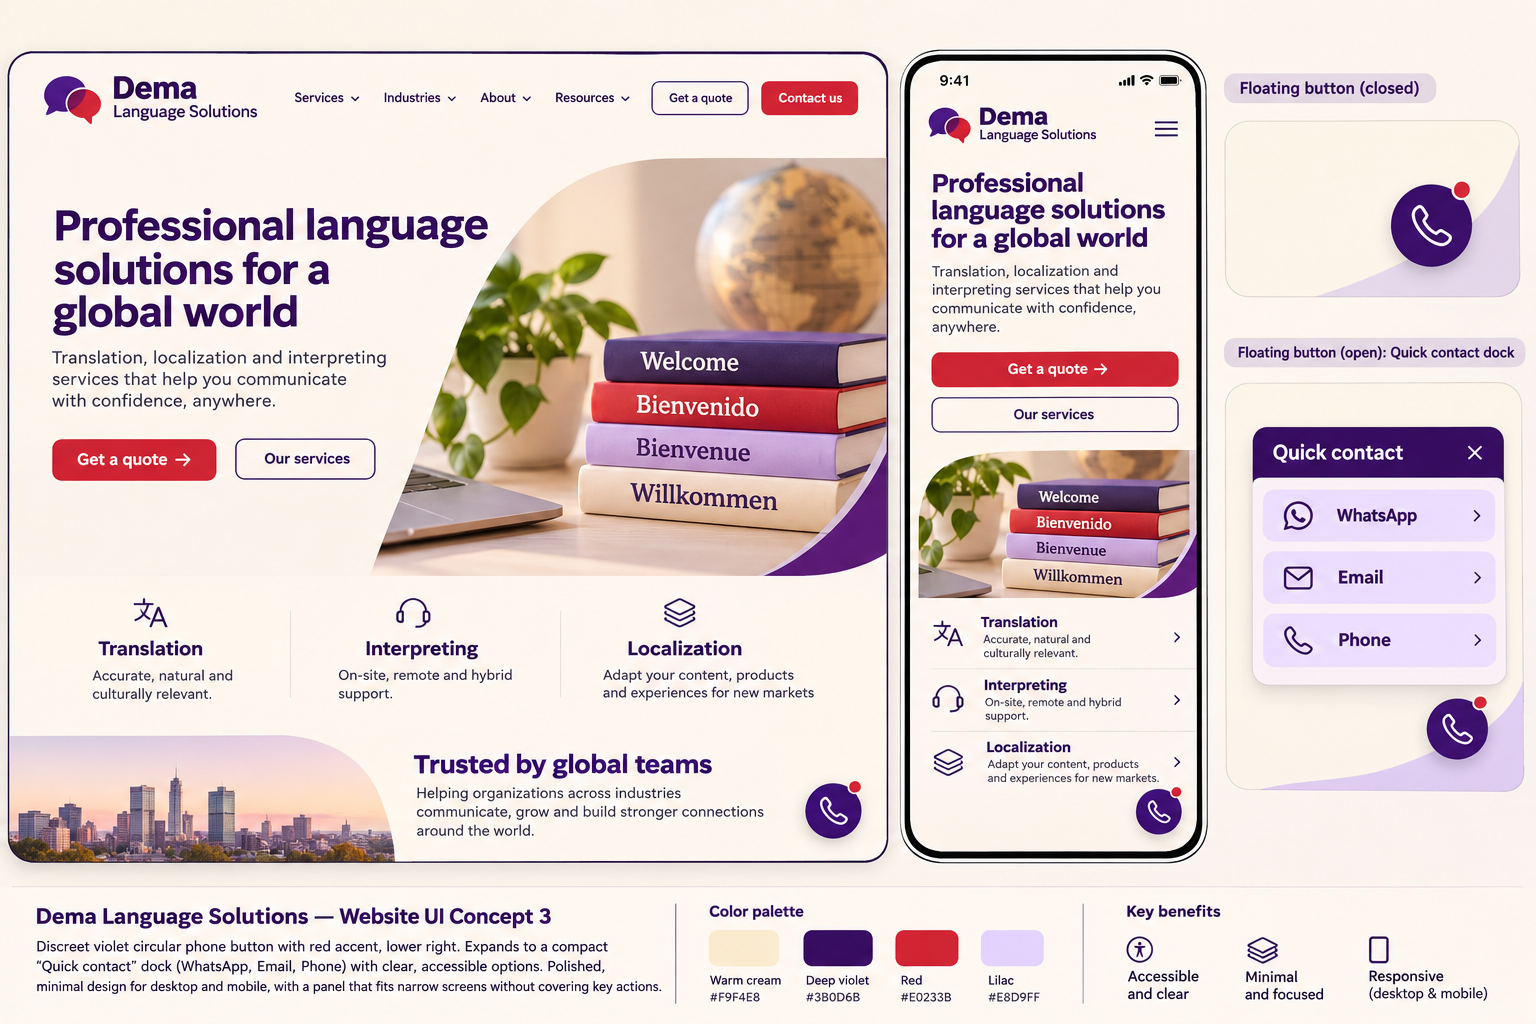 Dema
Language Solutions
Services
Industries
About
Resources
Get a quote
Contact us
Professional language
solutions for a
global world
Translation, localization and interpreting
services that help you communicate
with confidence, anywhere.
Get a quote →
Our services
Welcome
Bienvenido
Bienvenue
Willkommen
文A
Translation
Accurate, natural and
culturally relevant.
Interpreting
On-site, remote and hybrid
support.
Localization
Adapt your content, products
and experiences for new markets
Trusted by global teams
Helping organizations across industries
communicate, grow and build stronger connections
around the world.
9:41
Dema
Language Solutions
Professional
language solutions
for a global world
Translation, localization and
interpreting services that help you
communicate with confidence,
anywhere.
Get a quote →
Our services
Welcome
Bienvenido
Bienvenue
Willkommen
文A
Translation
Accurate, natural and
culturally relevant.
Interpreting
On-site, remote and hybrid
support.
Localization
Adapt your content, products
and experiences for new markets.
Floating button (closed)
Floating button (open): Quick contact dock
Quick contact
WhatsApp
Email
Phone
Dema Language Solutions — Website UI Concept 3
Discreet violet circular phone button with red accent, lower right. Expands to a compact
“Quick contact” dock (WhatsApp, Email, Phone) with clear, accessible options. Polished,
minimal design for desktop and mobile, with a panel that fits narrow screens without covering key actions.
Color palette
Warm cream
#F9F4E8
Deep violet
#3B0D6B
Red
#E0233B
Lilac
#E8D9FF
Key benefits
Accessible
and clear
Minimal
and focused
Responsive
(desktop & mobile)